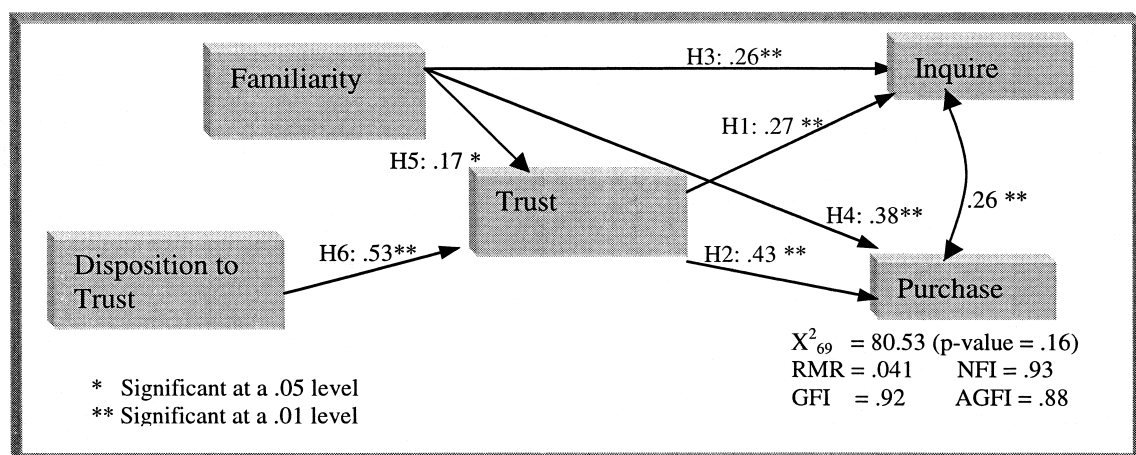 Familiarity
H3: .26**
Inquire
H1: .27 **
H5: .17 *
Trust
.26 **
H4: .38**
H6: .53**
H2: .43 **
Disposition to
Trust
Purchase
X²₆₉ = 80.53 (p-value = .16)
RMR = .041 NFI = .93
GFI = .92 AGFI = .88
* Significant at a .05 level
** Significant at a .01 level